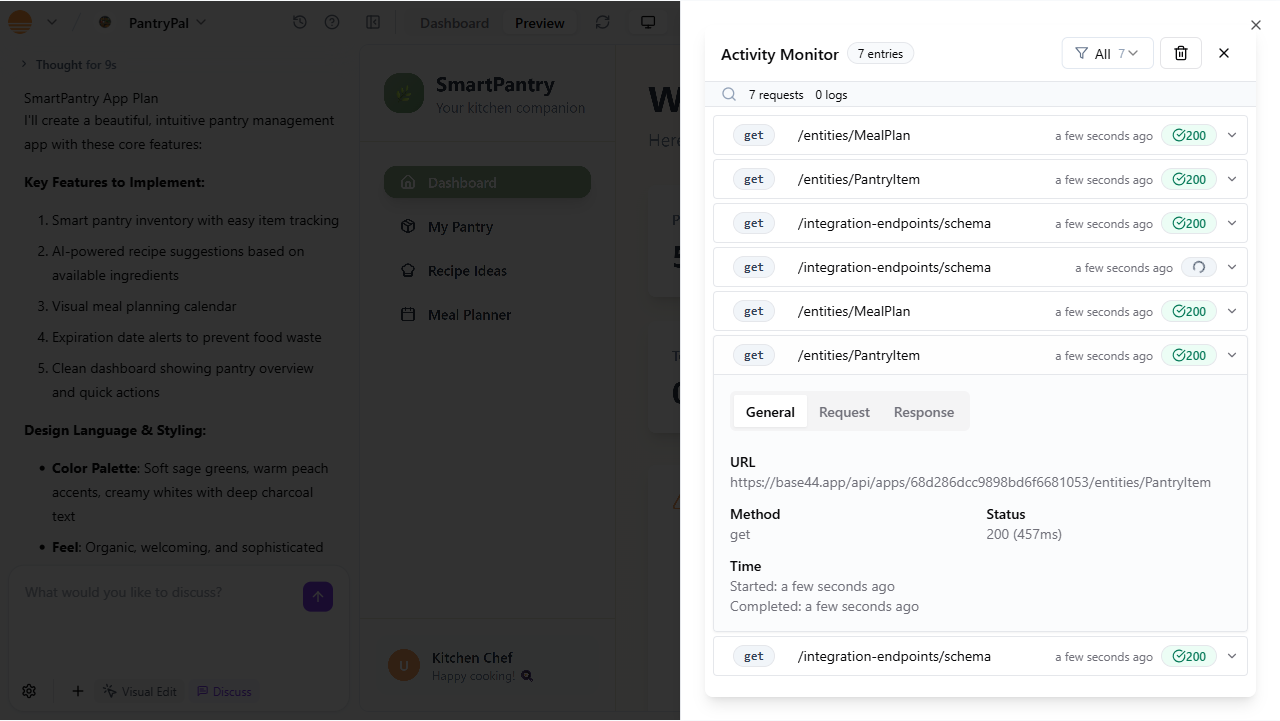 PantryPal
Dashboard
Preview
Thought for 9s
SmartPantry App Plan
I'll create a beautiful, intuitive pantry management
app with these core features:
Key Features to Implement:
1. Smart pantry inventory with easy item tracking
2. AI-powered recipe suggestions based on
available ingredients
3. Visual meal planning calendar
4. Expiration date alerts to prevent food waste
5. Clean dashboard showing pantry overview
and quick actions
Design Language & Styling:
• Color Palette: Soft sage greens, warm peach
accents, creamy whites with deep charcoal
text
• Feel: Organic, welcoming, and sophisticated
What would you like to discuss?
Visual Edit
Discuss
SmartPantry
Your kitchen companion
Dashboard
My Pantry
Recipe Ideas
Meal Planner
U
Kitchen Chef
Happy cooking!
Activity Monitor
7 entries
All 7
7 requests 0 logs
get /entities/MealPlan a few seconds ago 200
get /entities/PantryItem a few seconds ago 200
get /integration-endpoints/schema a few seconds ago 200
get /integration-endpoints/schema a few seconds ago
get /entities/MealPlan a few seconds ago 200
get /entities/PantryItem a few seconds ago 200
General Request Response
URL
https://base44.app/api/apps/68d286dcc9898bd6f6681053/entities/PantryItem
Method
get
Status
200 (457ms)
Time
Started: a few seconds ago
Completed: a few seconds ago
get /integration-endpoints/schema a few seconds ago 200